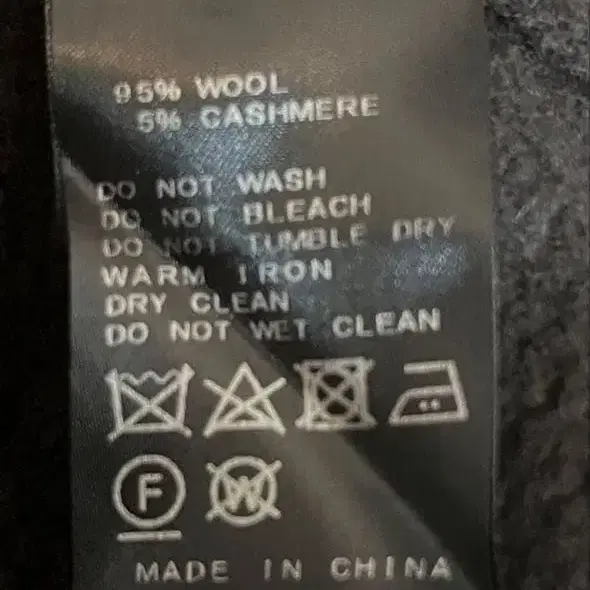 95% WOOL
5% CASHMERE
DO NOT WASH
DO NOT BLEACH
DO NOT TUMBLE DRY
WARM IRON
DRY CLEAN
DO NOT WET CLEAN
F W
MADE IN CHINA